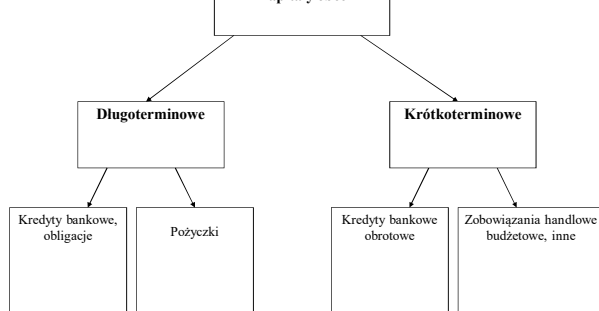 Długoterminowe
Krótkoterminowe
Kredyty bankowe,
obligacje
Pożyczki
Kredyty bankowe
obrotowe
Zobowiązania handlowe
budżetowe, inne